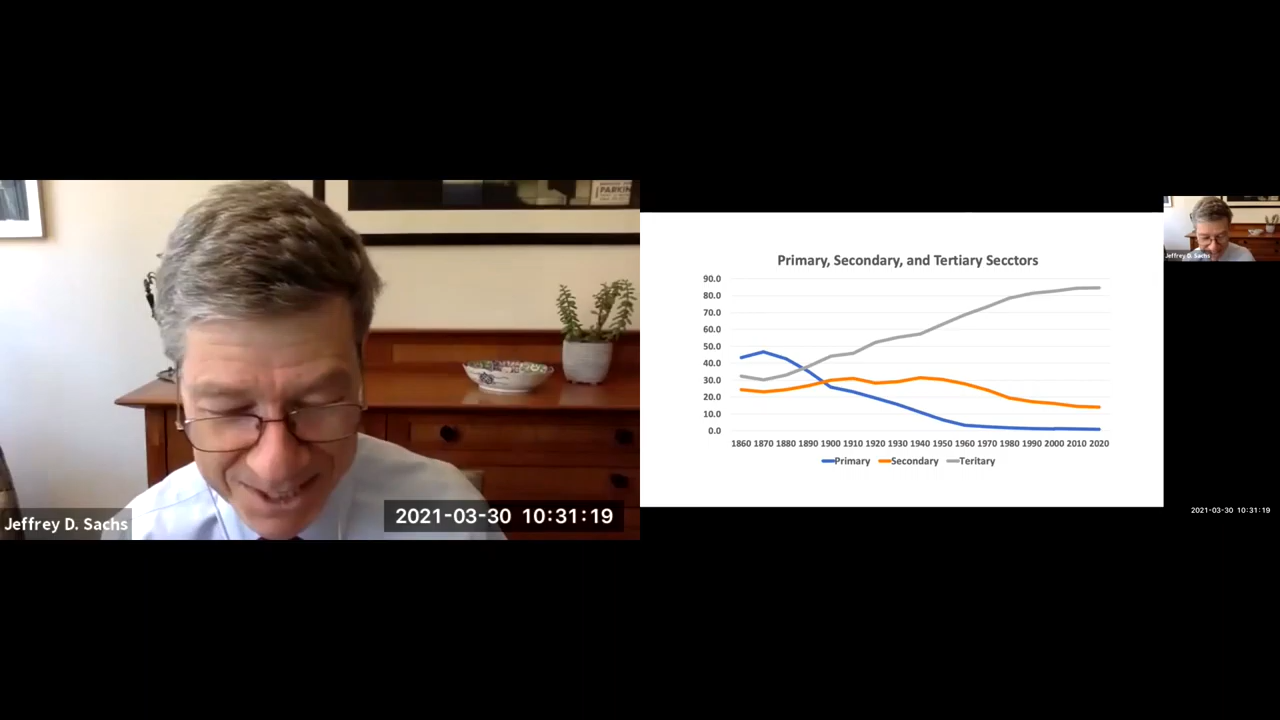 PARKIN
Jeffrey D. Sachs
2021-03-30 10:31:19
Primary, Secondary, and Tertiary Secctors
90.0
80.0
70.0
60.0
50.0
40.0
30.0
20.0
10.0
0.0
1860 1870 1880 1890 1900 1910 1920 1930 1940 1950 1960 1970 1980 1990 2000 2010 2020
Primary Secondary Teritary
Jeffrey D. Sachs
2021-03-30 10:31:19